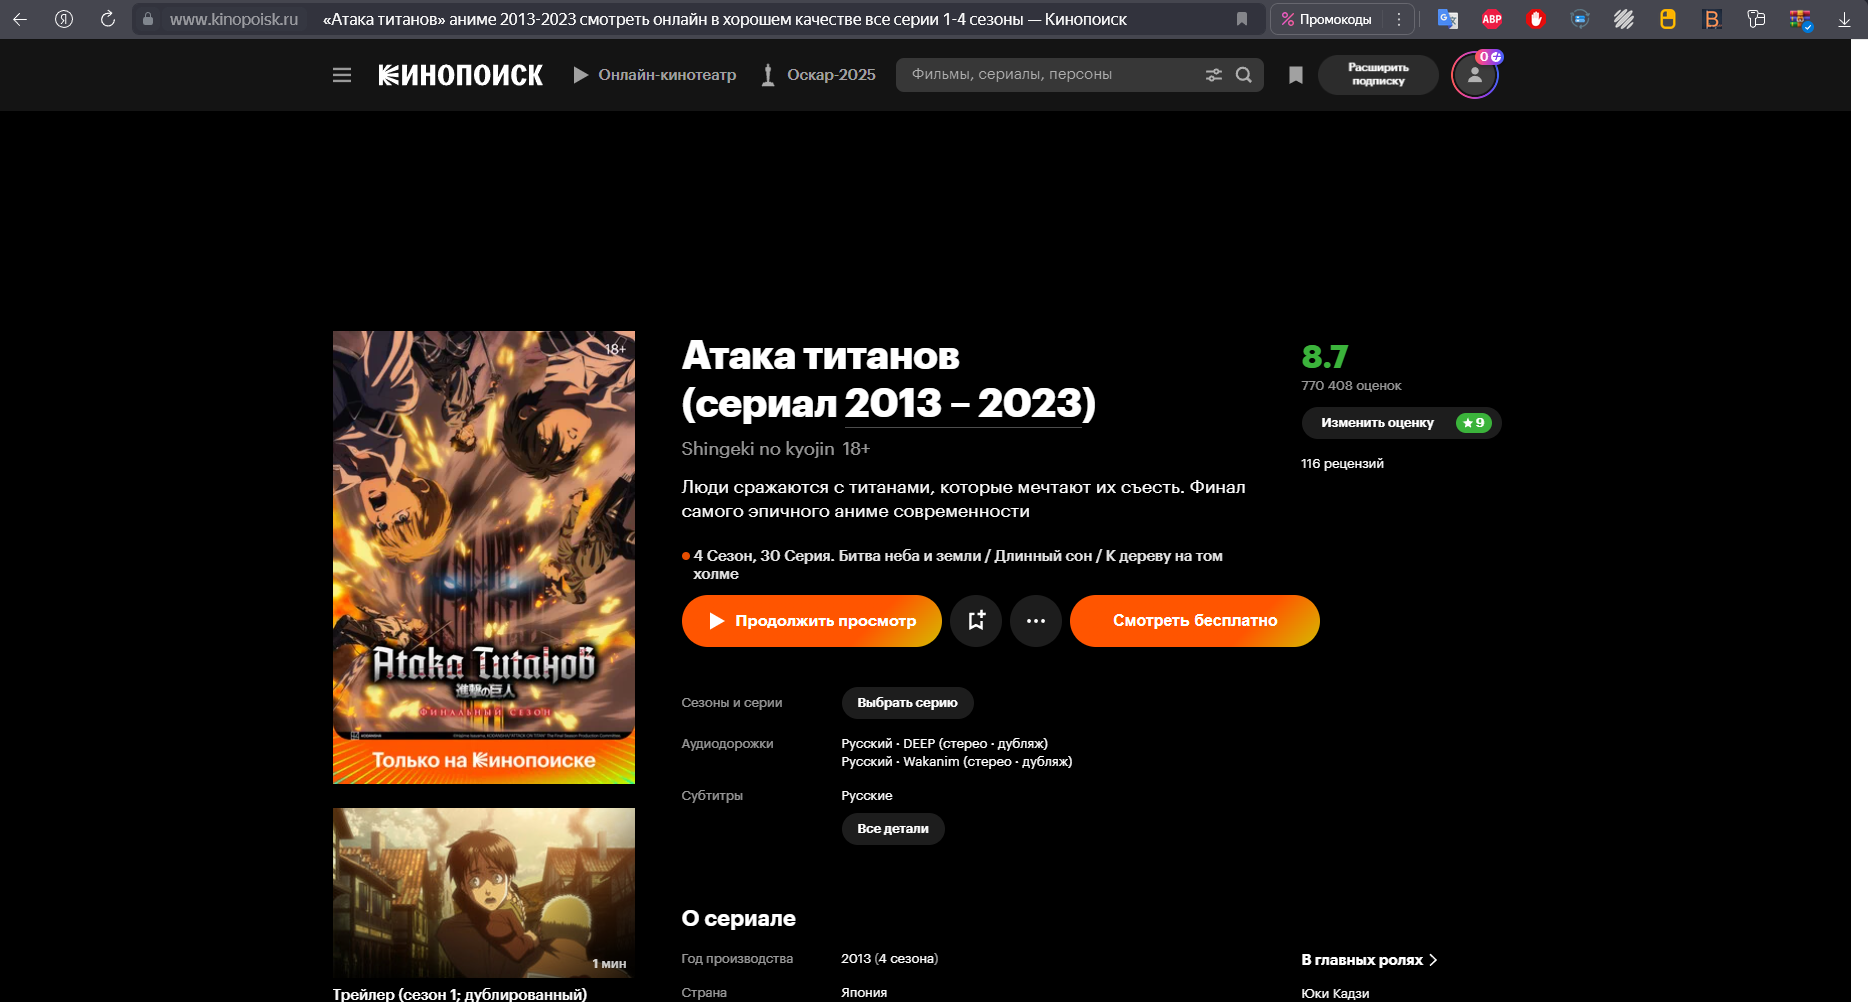 www.kinopoisk.ru
«Атака титанов» аниме 2013-2023 смотреть онлайн в хорошем качестве все серии 1-4 сезоны — Кинопоиск
Промокоды
ABP
B
КИНОПОИСК
Онлайн-кинотеатр
Оскар-2025
Фильмы, сериалы, персоны
Расширить
подписку
0
18+
Атака Титанов
進撃の巨人
ФИНАЛЬНЫЙ СЕЗОН
Только на Кинопоиске
1 мин
Трейлер (сезон 1; дублированный)
Атака титанов
(сериал 2013 – 2023)
Shingeki no kyojin 18+
Люди сражаются с титанами, которые мечтают их съесть. Финал
самого эпичного аниме современности
4 Сезон, 30 Серия. Битва неба и земли / Длинный сон / К дереву на том
холме
Продолжить просмотр
Смотреть бесплатно
Сезоны и серии
Выбрать серию
Аудиодорожки
Русский · DEEP (стерео · дубляж)
Русский · Wakanim (стерео · дубляж)
Субтитры
Русские
Все детали
О сериале
Год производства
2013 (4 сезона)
Страна
Япония
8.7
770 408 оценок
Изменить оценку
9
116 рецензий
В главных ролях
Юки Кадзи